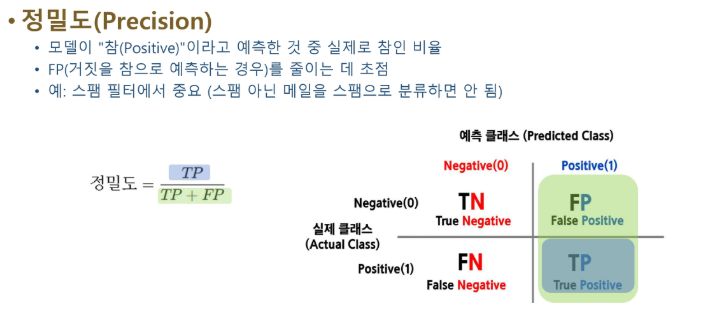 • 정밀도(Precision)
• 모델이 "참(Positive)"이라고 예측한 것 중 실제로 참인 비율
• FP(거짓을 참으로 예측하는 경우)를 줄이는 데 초점
• 예: 스팸 필터에서 중요 (스팸 아닌 메일을 스팸으로 분류하면 안 됨)
예측 클래스 (Predicted Class)
Negative(0) Positive(1)
정밀도 = TP / TP + FP
Negative(0) TN FP
True Negative False Positive
실제 클래스
(Actual Class)
Positive(1) FN TP
False Negative True Positive